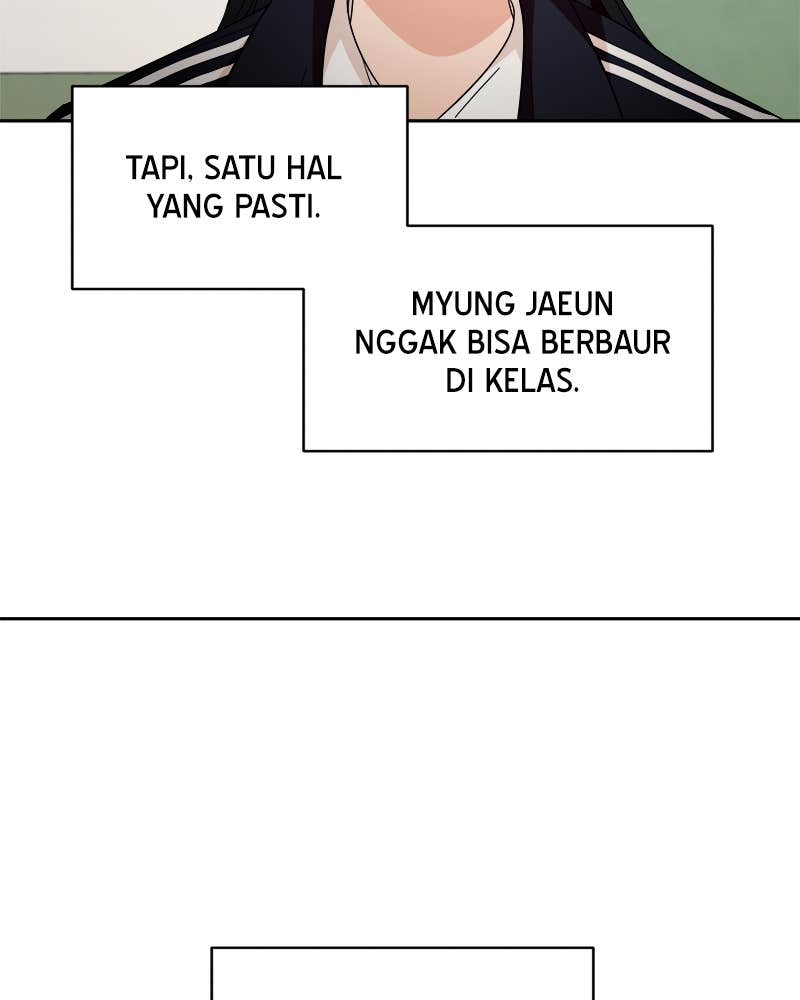 TAPI, SATU HAL
YANG PASTI.
MYUNG JAEUN
NGGAK BISA BERBAUR
DI KELAS.